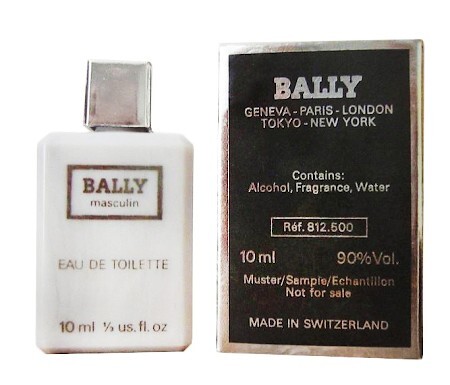 BALLY
masculin
EAU DE TOILETTE
10 ml ⅓ us. fl. oz
BALLY
GENEVA - PARIS - LONDON
TOKYO - NEW YORK
Contains:
Alcohol, Fragrance, Water
Réf. 812.500
10 ml 90% Vol.
Muster/Sample/Echantillon
Not for sale
MADE IN SWITZERLAND